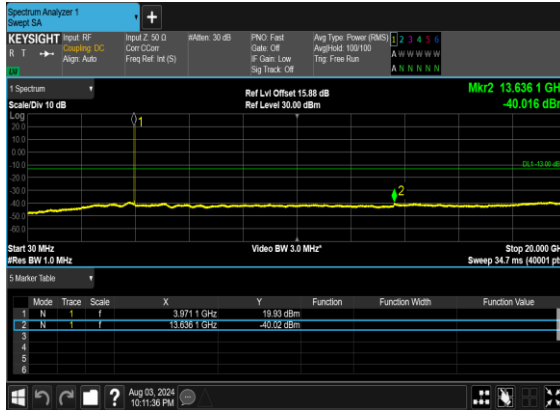 Spectrum Analyzer 1
Swept SA
+
KEYSIGHT Input: RF Input Z: 50 Ω #Atten: 30 dB PNO: Fast Avg Type: Power (RMS) 1 2 3 4 5 6
R T Coupling: DC Corr CCorr Gate: Off Avg|Hold: 100/100 A W W W W W
Align: Auto Freq Ref: Int (S) IF Gain: Low Trig: Free Run
Sig Track: Off A N N N N N
1 Spectrum Ref Lvl Offset 15.88 dB Mkr2 13.636 1 GHz
Scale/Div 10 dB Ref Level 30.00 dBm -40.016 dBm
Log
20.0
10.0
0.00
-10.0
-20.0
-30.0
-40.0
-50.0
-60.0
1
DL1 -13.00 dB
2
Start 30 MHz Video BW 3.0 MHz* Stop 20.000 GH
#Res BW 1.0 MHz Sweep 34.7 ms (40001 pt
5 Marker Table
Mode Trace Scale X Y Function Function Width Function Value
1 N 1 f 3.971 1 GHz 19.93 dBm
2 N 1 f 13.636 1 GHz -40.02 dBm
3
4
5
6
? Aug 03, 2024
10:11:36 PM